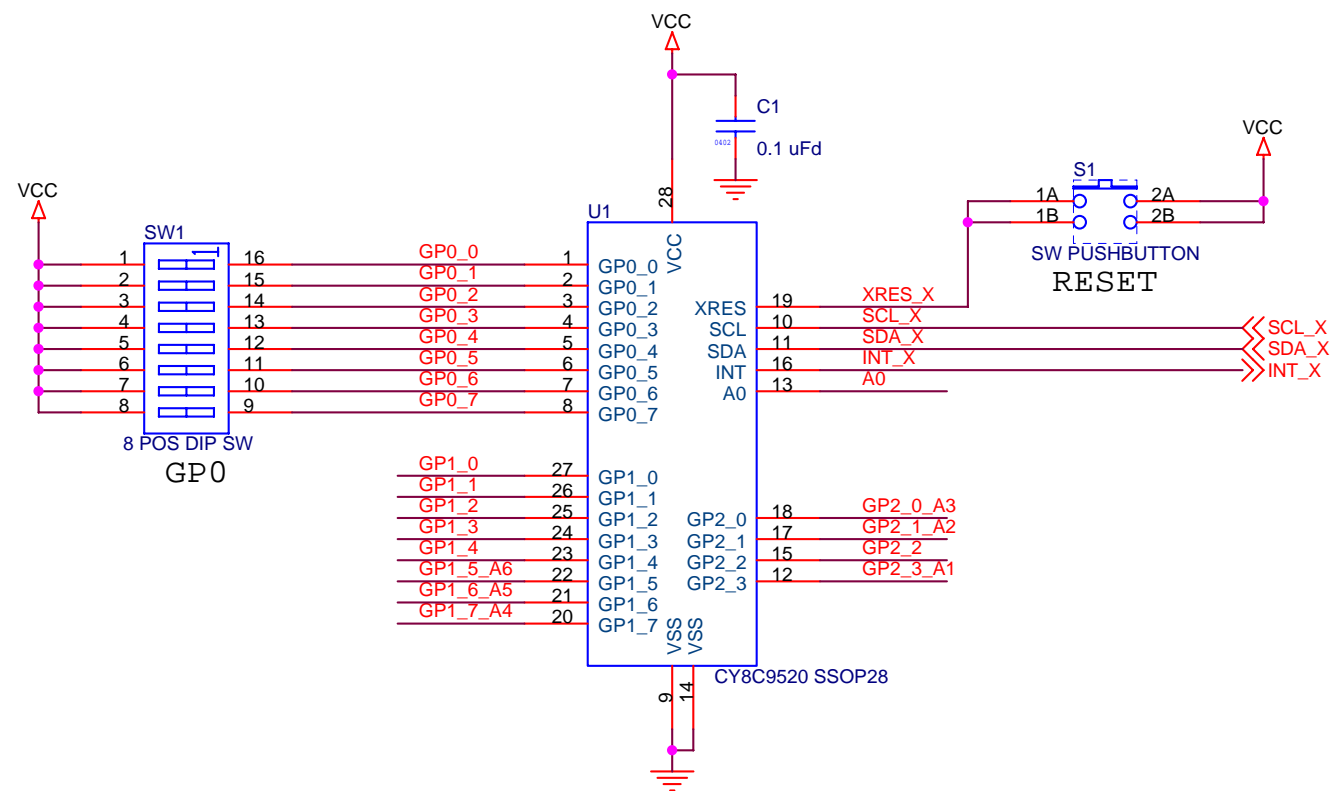 VCC
C1
0402
0.1 uFd
VCC
S1
1A
2A
1B
2B
SW PUSHBUTTON
RESET
VCC
SW1
1
1 16
2 15
3 14
4 13
5 12
6 11
7 10
8 9
8 POS DIP SW
GP0
GP0_0
GP0_1
GP0_2
GP0_3
GP0_4
GP0_5
GP0_6
GP0_7
U1
28
VCC
1 GP0_0
2 GP0_1
3 GP0_2
4 GP0_3
5 GP0_4
6 GP0_5
7 GP0_6
8 GP0_7
XRES 19 XRES_X
SCL 10 SCL_X SCL_X
SDA 11 SDA_X SDA_X
INT 16 INT_X INT_X
A0 13 A0
GP1_0 27 GP1_0
GP1_1 26 GP1_1
GP1_2 25 GP1_2
GP1_3 24 GP1_3
GP1_4 23 GP1_4
GP1_5_A6 22 GP1_5
GP1_6_A5 21 GP1_6
GP1_7_A4 20 GP1_7
GP2_0 18 GP2_0_A3
GP2_1 17 GP2_1_A2
GP2_2 15 GP2_2
GP2_3 12 GP2_3_A1
VSS VSS
9 14
CY8C9520 SSOP28